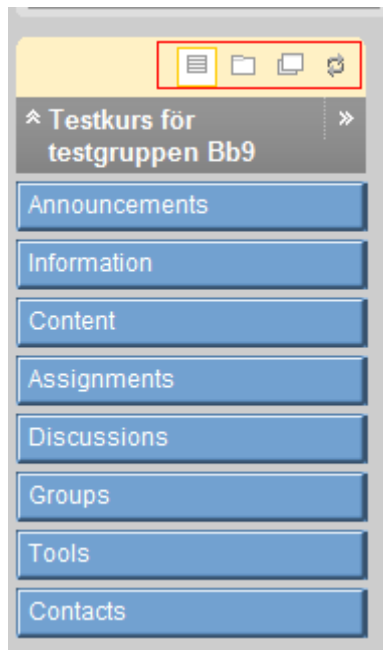 Testkurs för
testgruppen Bb9
Announcements
Information
Content
Assignments
Discussions
Groups
Tools
Contacts